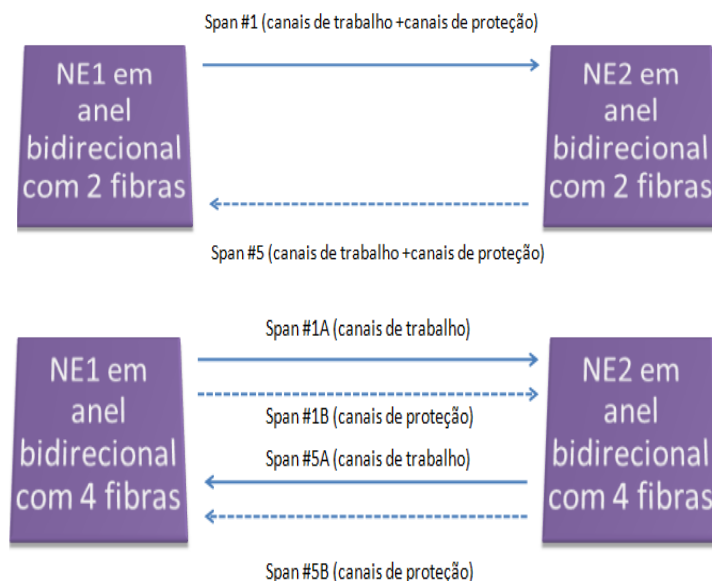 Span #1 (canais de trabalho +canais de proteção)
NE1 em
anel
bidirecional
com 2 fibras
NE2 em
anel
bidirecional
com 2 fibras
Span #5 (canais de trabalho +canais de proteção)
Span #1A (canais de trabalho)
NE1 em
anel
bidirecional
com 4 fibras
Span #1B (canais de proteção)
Span #5A (canais de trabalho)
NE2 em
anel
bidirecional
com 4 fibras
Span #5B (canais de proteção)